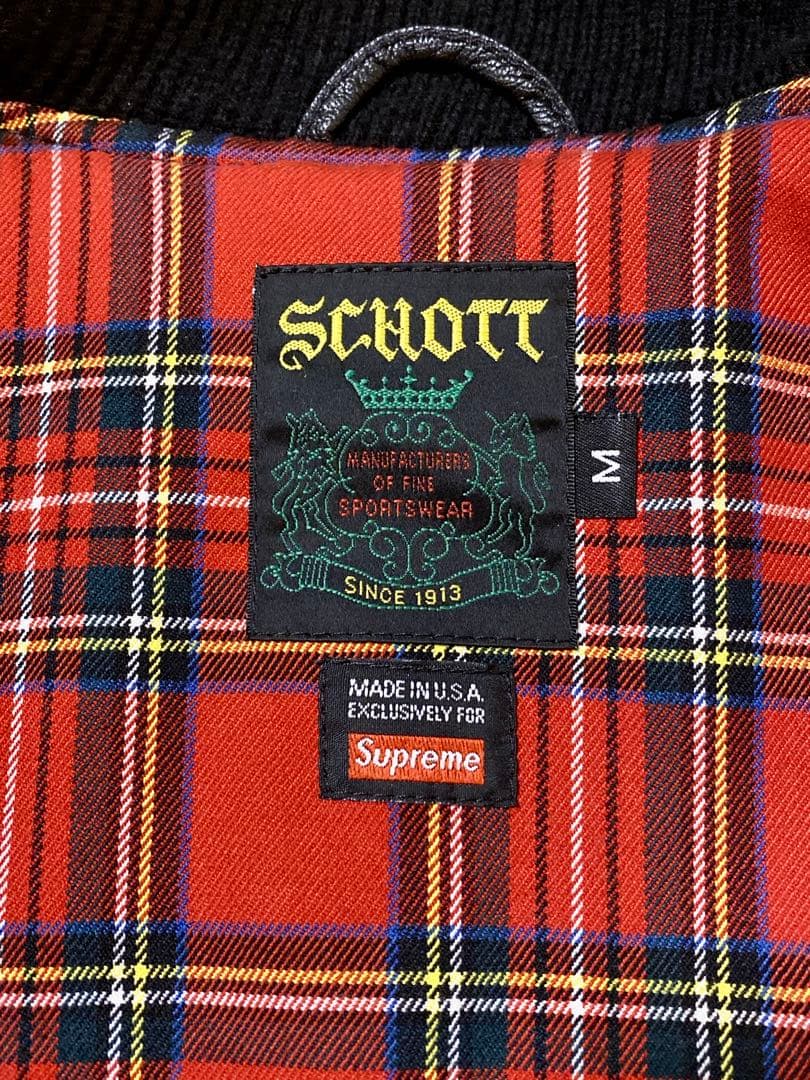 SCHOTT
MANUFACTURERS
OF FINE
SPORTSWEAR
SINCE 1913
M
MADE IN U.S.A.
EXCLUSIVELY FOR
Supreme